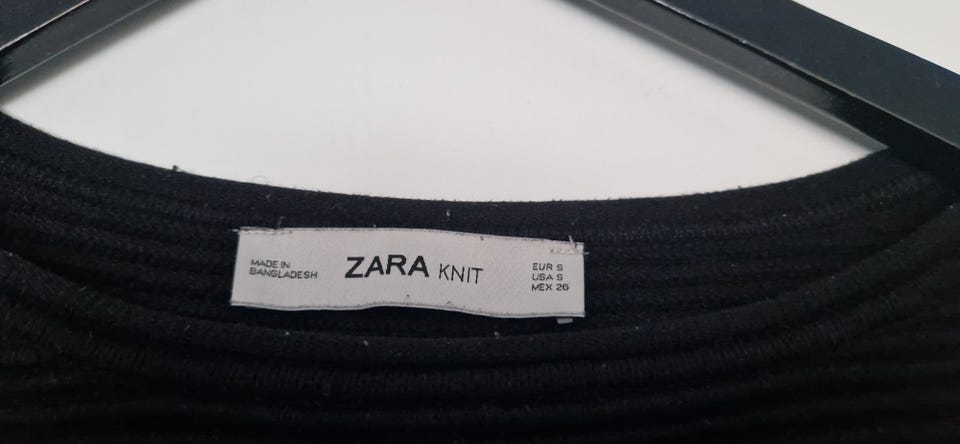 MADE IN
BANGLADESH
ZARA KNIT
EUR S
USA S
MEX 26